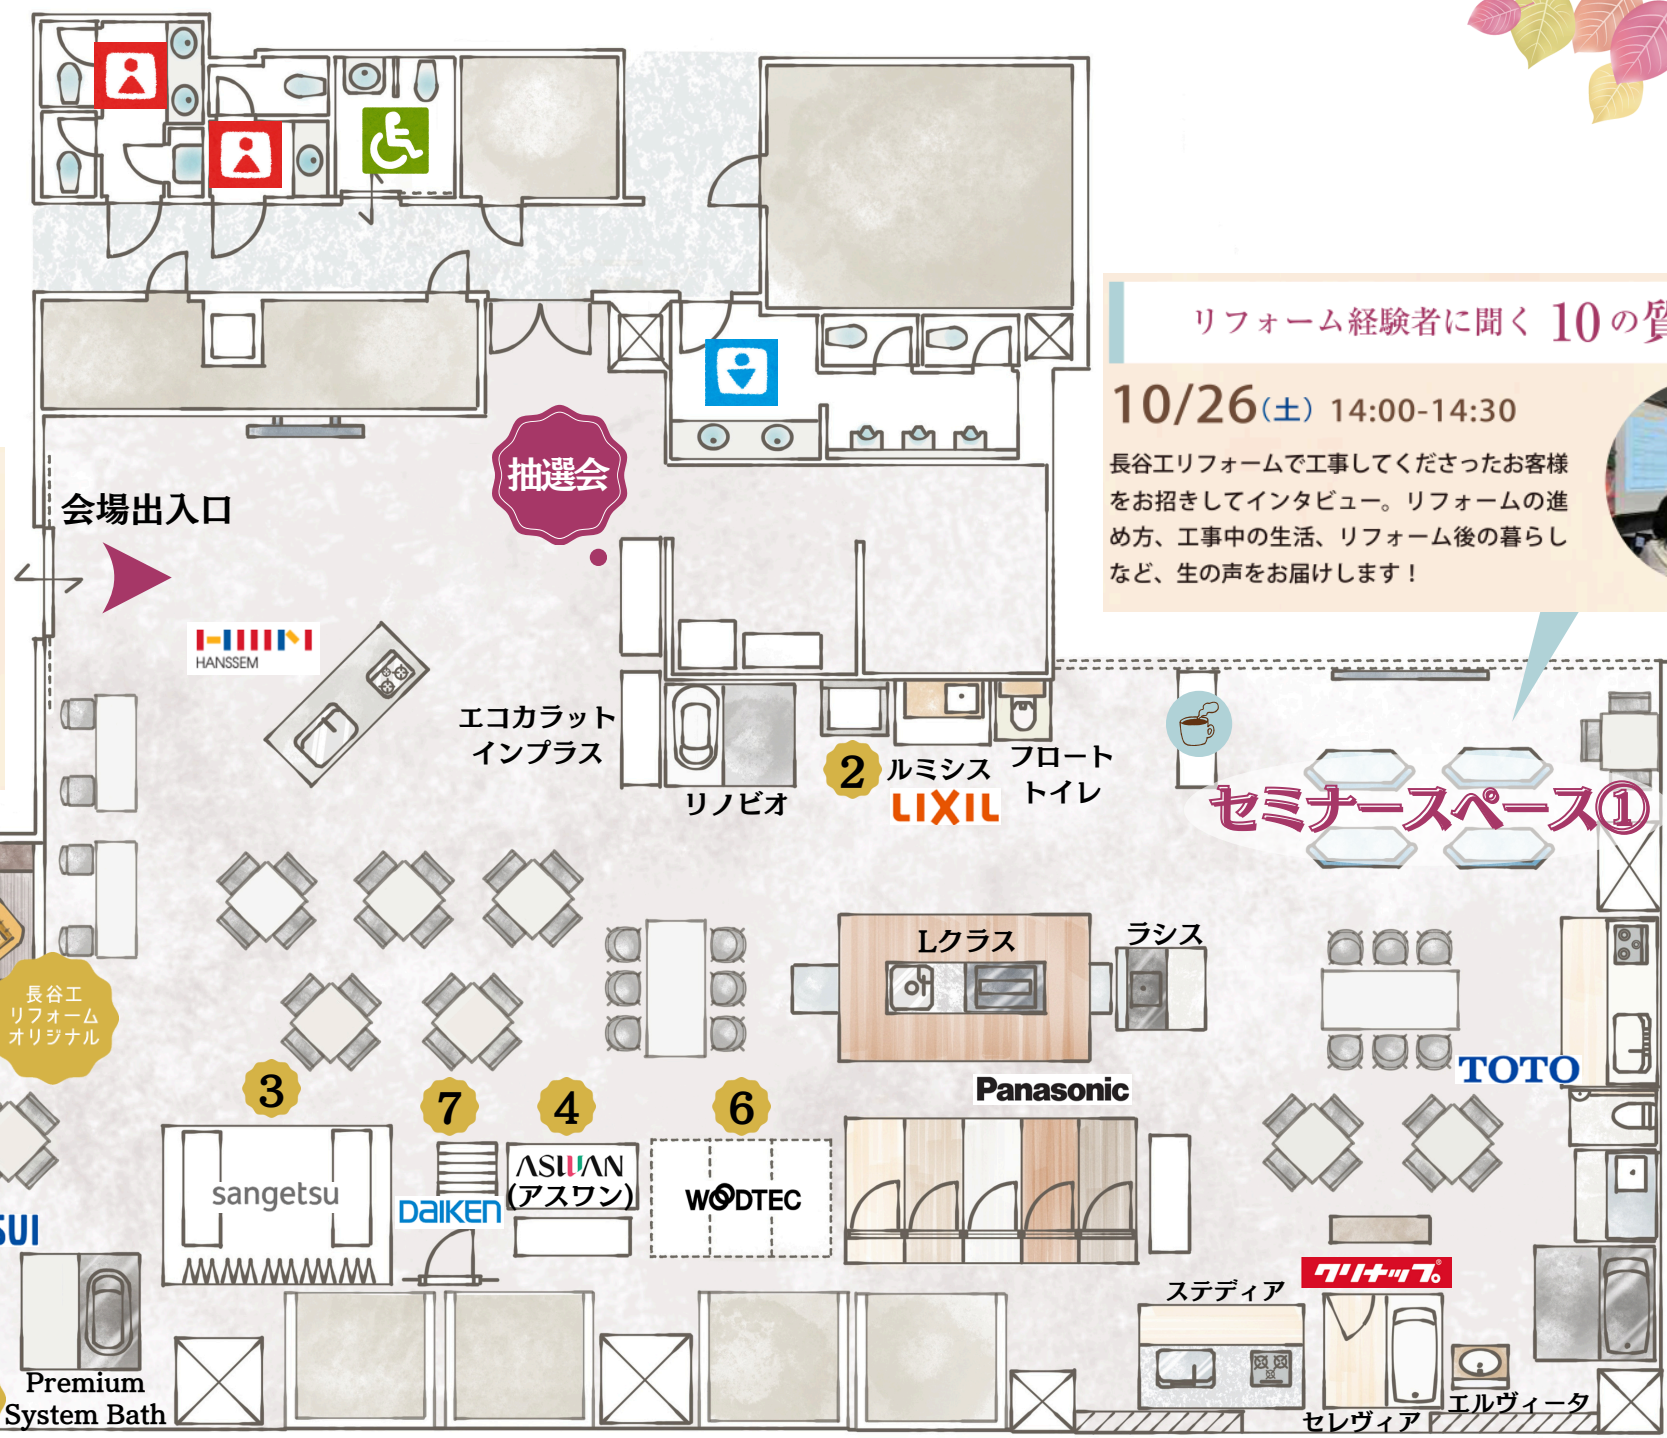 リフォーム経験者に聞く 10の質
10/26(土) 14:00-14:30
長谷工リフォームで工事してくださったお客様
をお招きしてインタビュー。リフォームの進
め方、工事中の生活、リフォーム後の暮らし
など、生の声をお届けします！
抽選会
会場出入口
HANSSEM
エコカラット
インプラス
リノビオ
2
ルミシス
LIXIL
フロート
トイレ
セミナースペース①
長谷工
リフォーム
オリジナル
Lクラス
ラシス
Panasonic
TOTO
3
7
4
6
sangetsu
DAIKEN
ASWAN
(アスワン)
WOODTEC
SUI
Premium
System Bath
ステディア
クリナップ
セレヴィア
エルヴィータ